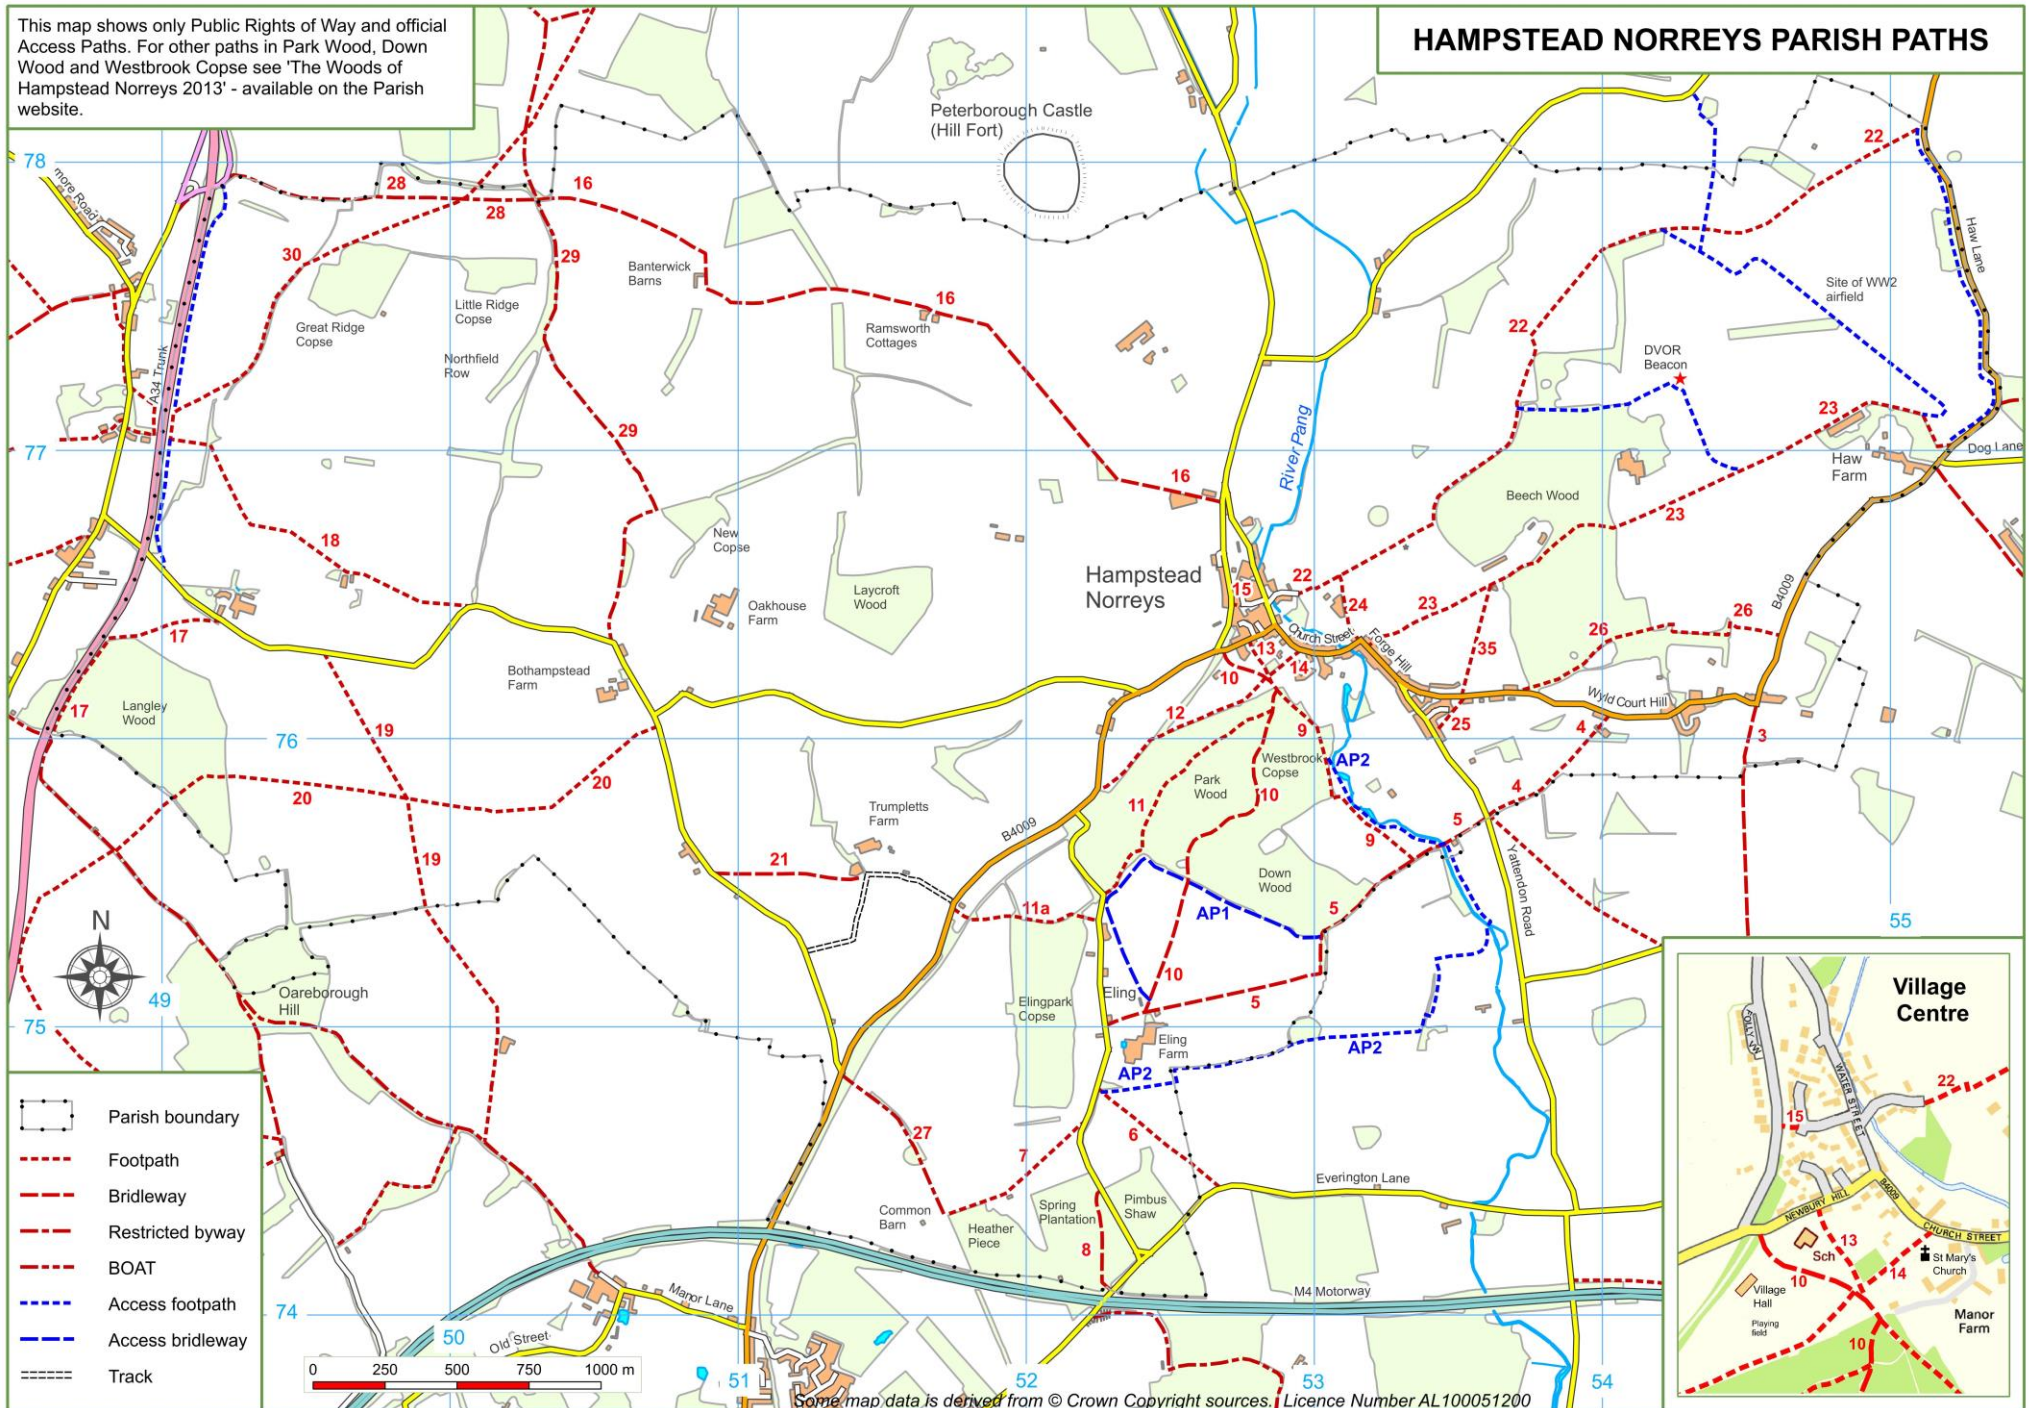 This map shows only Public Rights of Way and official
Access Paths. For other paths in Park Wood, Down
Wood and Westbrook Copse see 'The Woods of
Hampstead Norreys 2013' - available on the Parish
website.
HAMPSTEAD NORREYS PARISH PATHS
Peterborough Castle
(Hill Fort)
78
more Road
28
16
28
22
30
29
Banterwick
Barns
Haw Lane
Great Ridge
Copse
Little Ridge
Copse
16
Ramsworth
Cottages
Site of WW2
airfield
22
Northfield
Row
A34 Trunk
DVOR
Beacon
29
River Pang
23
77
Haw
Farm
Dog Lane
16
Beech Wood
23
18
New
Copse
Hampstead
Norreys
Laycroft
Wood
Oakhouse
Farm
15
22
24
23
B4009
26
17
Church Street
Forge Hill
26
13
14
35
Bothampstead
Farm
10
Langley
Wood
17
19
12
9
25
Wyld Court Hill
4
3
76
Westbrook
Copse
AP2
Park
Wood
20
20
11
10
4
Trumpletts
Farm
B4009
5
9
19
21
Down
Wood
Yattendon Road
11a
AP1
5
55
N
Oareborough
Hill
49
10
5
Eling
Elingpark
Copse
75
Eling
Farm
AP2
AP2
27
6
7
Everington Lane
Common
Barn
Spring
Plantation
Pimbus
Shaw
Heather
Piece
8
M4 Motorway
Manor Lane
74
50
Old Street
0 250 500 750 1000 m
51
52
53
54
Some map data is derived from © Crown Copyright sources. Licence Number AL100051200
Parish boundary
Footpath
Bridleway
Restricted byway
BOAT
Access footpath
Access bridleway
Track
Village
Centre
FOLLY VW
WATER STREET
22
15
NEWBURY HILL
B4009
CHURCH STREET
13
Sch
St Mary's
Church
10
14
Village
Hall
Playing
field
Manor
Farm
10